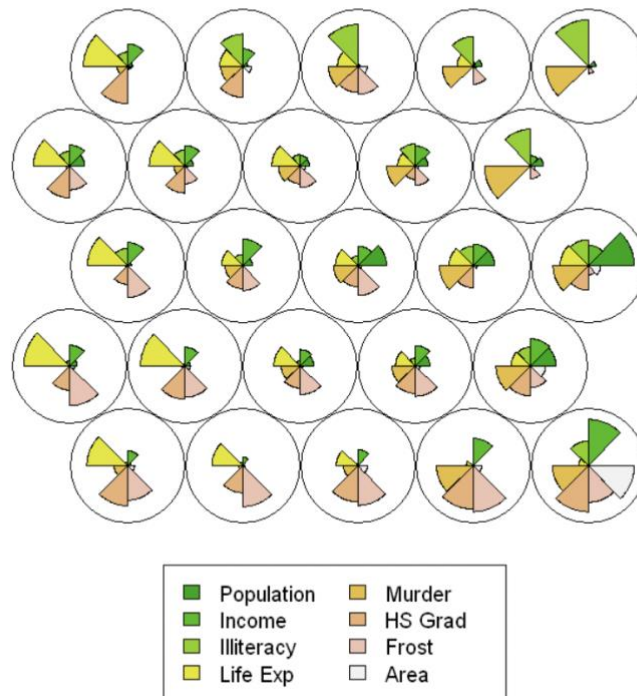 Population Murder
Income HS Grad
Illiteracy Frost
Life Exp Area